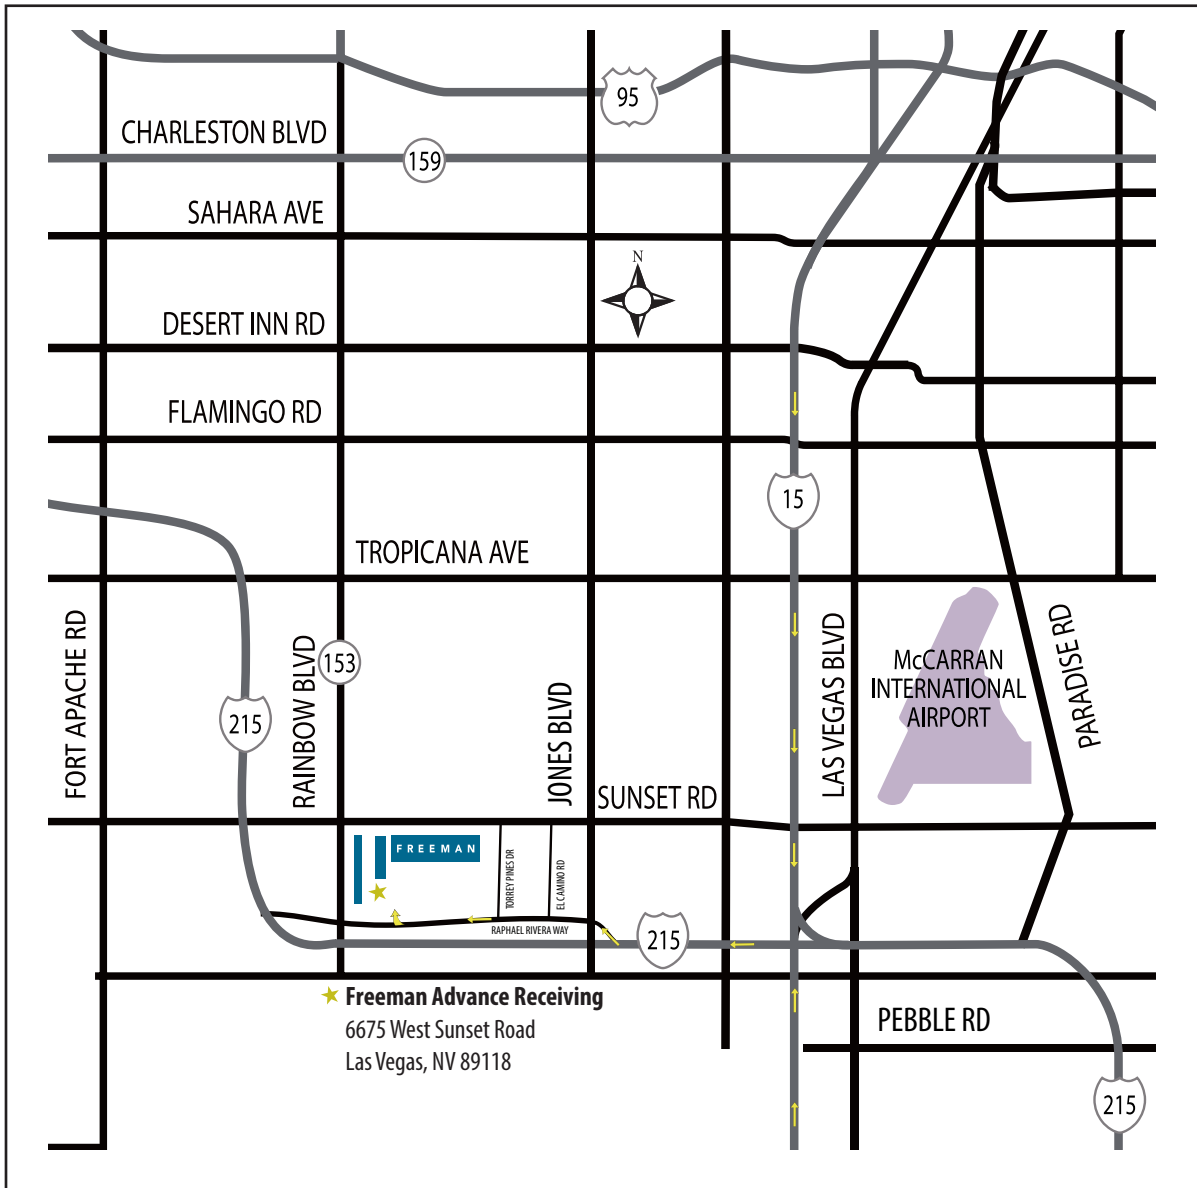 95
CHARLESTON BLVD
159
SAHARA AVE
N
DESERT INN RD
FLAMINGO RD
15
TROPICANA AVE
FORT APACHE RD
RAINBOW BLVD
153
215
JONES BLVD
LAS VEGAS BLVD
McCARRAN
INTERNATIONAL
AIRPORT
PARADISE RD
SUNSET RD
FREEMAN
TORREY PINES DR
EL CAMINO RD
RAPHAEL RIVERA WAY
215
Freeman Advance Receiving
6675 West Sunset Road
Las Vegas, NV 89118
PEBBLE RD
215